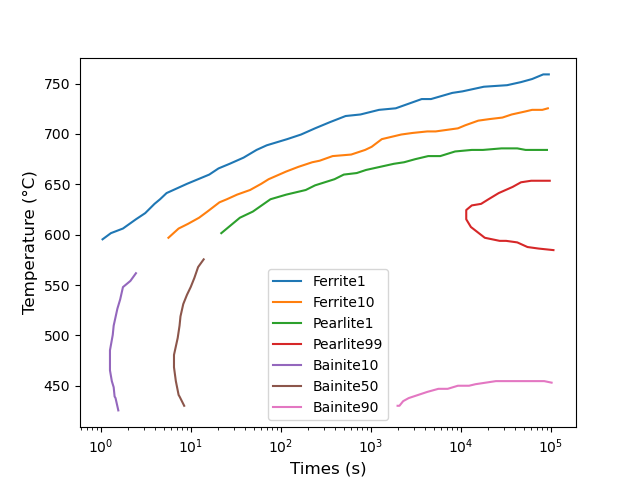 750
700
650
600
550
500
450
Temperature (°C)
Ferrite1
Ferrite10
Pearlite1
Pearlite99
Bainite10
Bainite50
Bainite90
10⁰ 10¹ 10² 10³ 10⁴ 10⁵
Times (s)